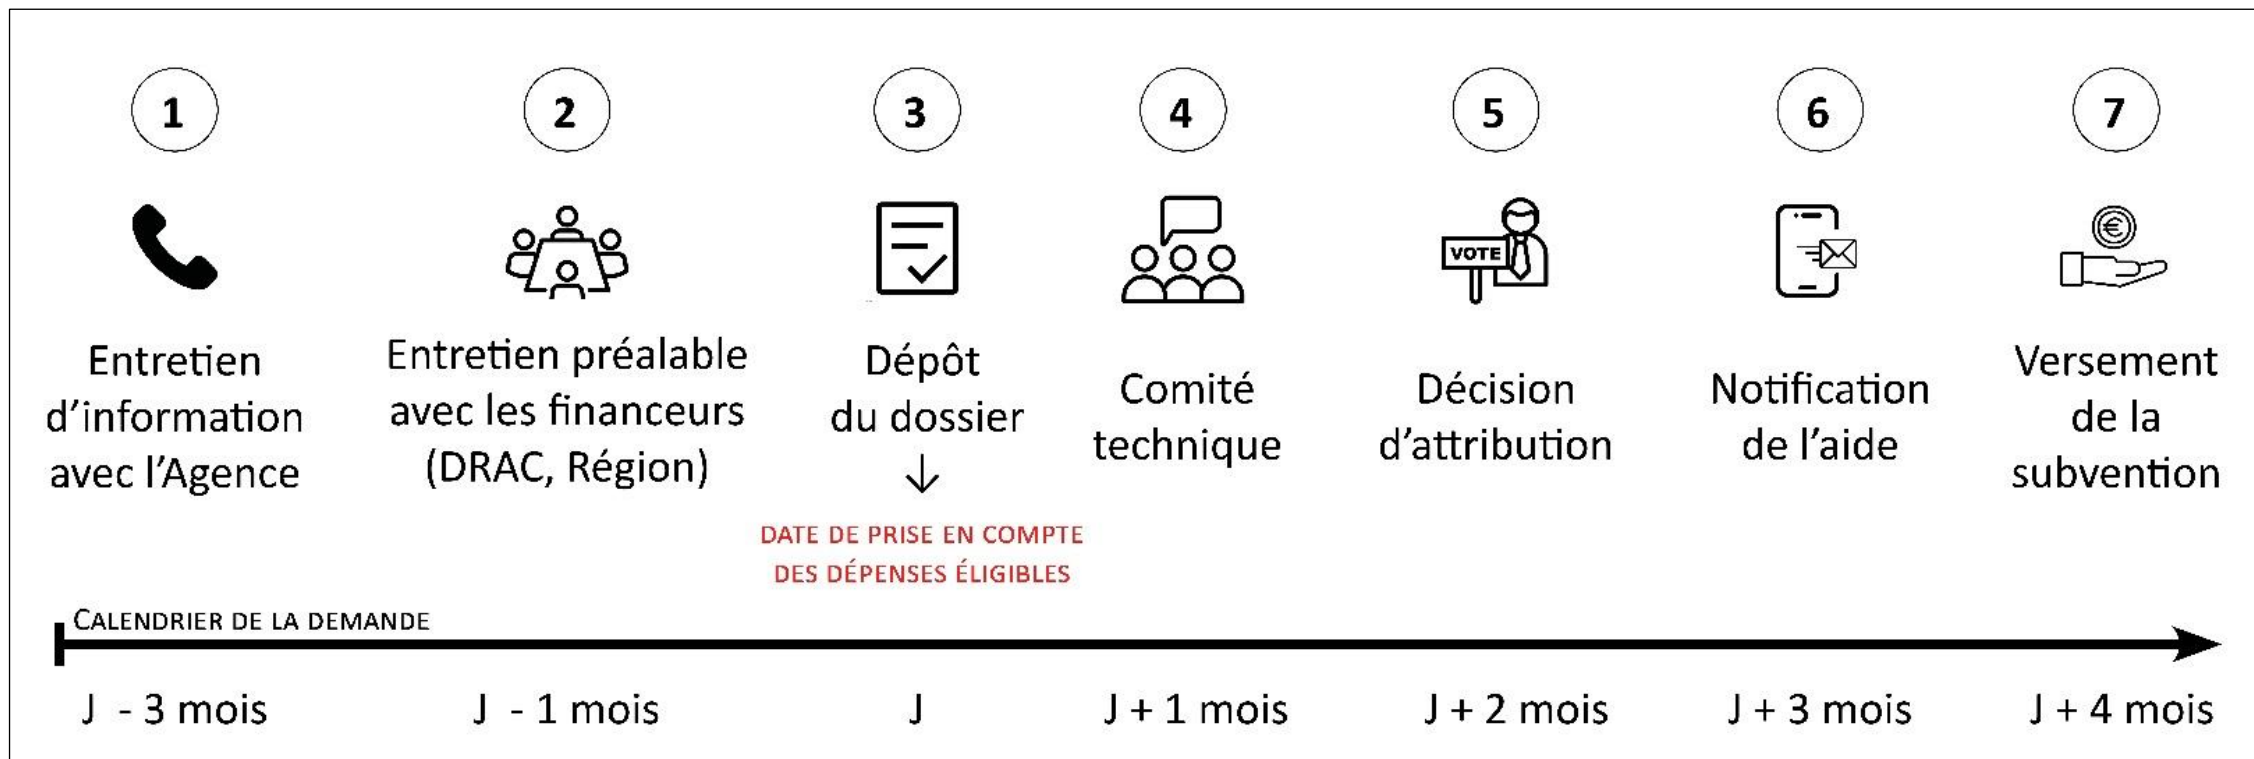 1
2
3
4
5
6
7
VOTE
€
Entretien
d'information
avec l'Agence
Entretien préalable
avec les financeurs
(DRAC, Région)
Dépôt
du dossier
↓
DATE DE PRISE EN COMPTE
DES DÉPENSES ÉLIGIBLES
Comité
technique
Décision
d'attribution
Notification
de l'aide
Versement
de la
subvention
CALENDRIER DE LA DEMANDE
J - 3 mois
J - 1 mois
J
J + 1 mois
J + 2 mois
J + 3 mois
J + 4 mois